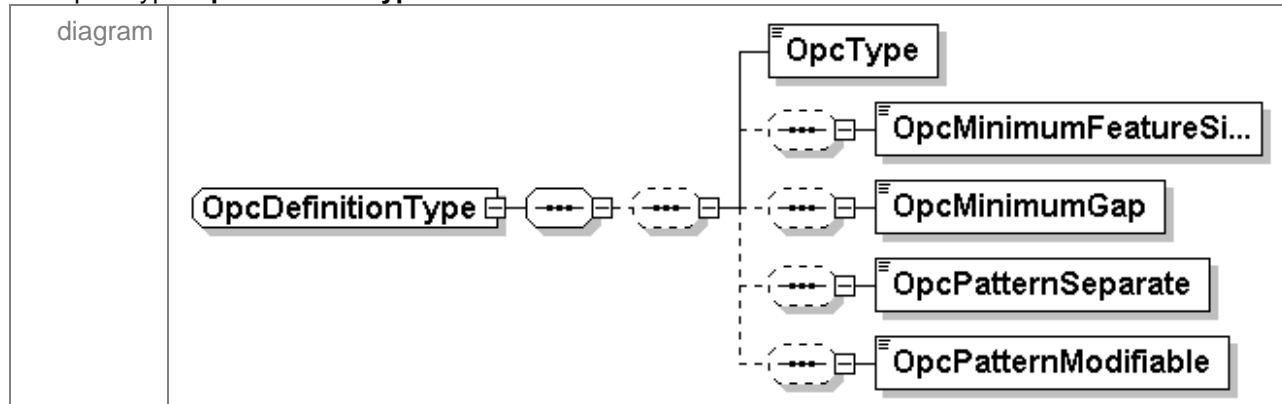 diagram
OpcType
OpcMinimumFeatureSi...
OpcDefinitionType
OpcMinimumGap
OpcPatternSeparate
OpcPatternModifiable